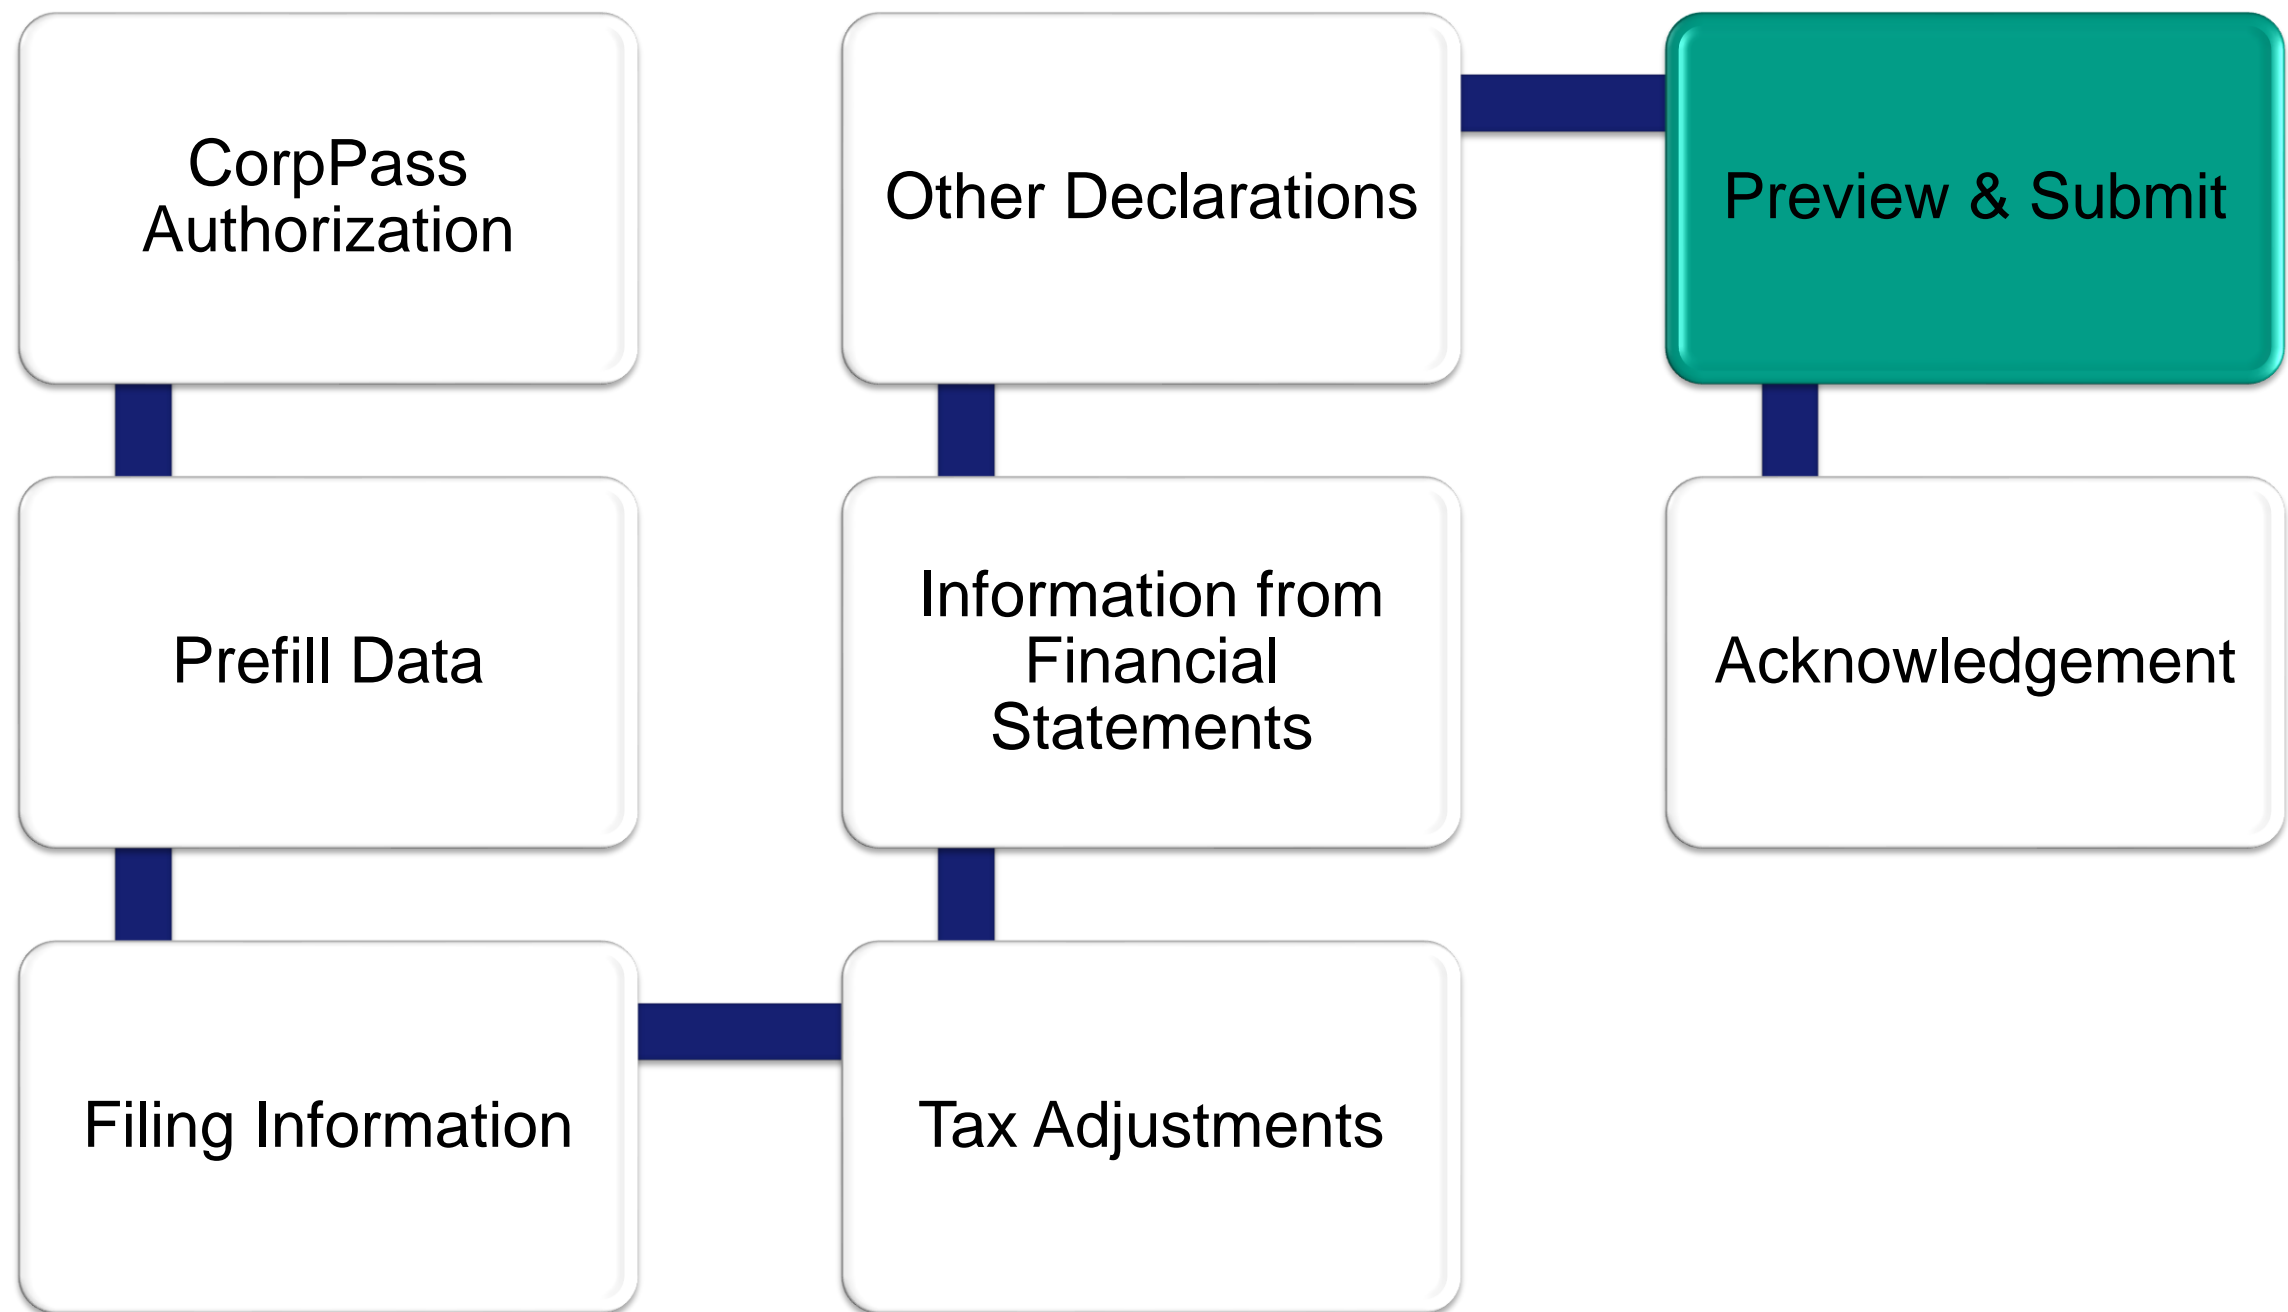 CorpPass
Authorization
Prefill Data
Filing Information
Tax Adjustments
Information from
Financial
Statements
Other Declarations
Preview & Submit
Acknowledgement